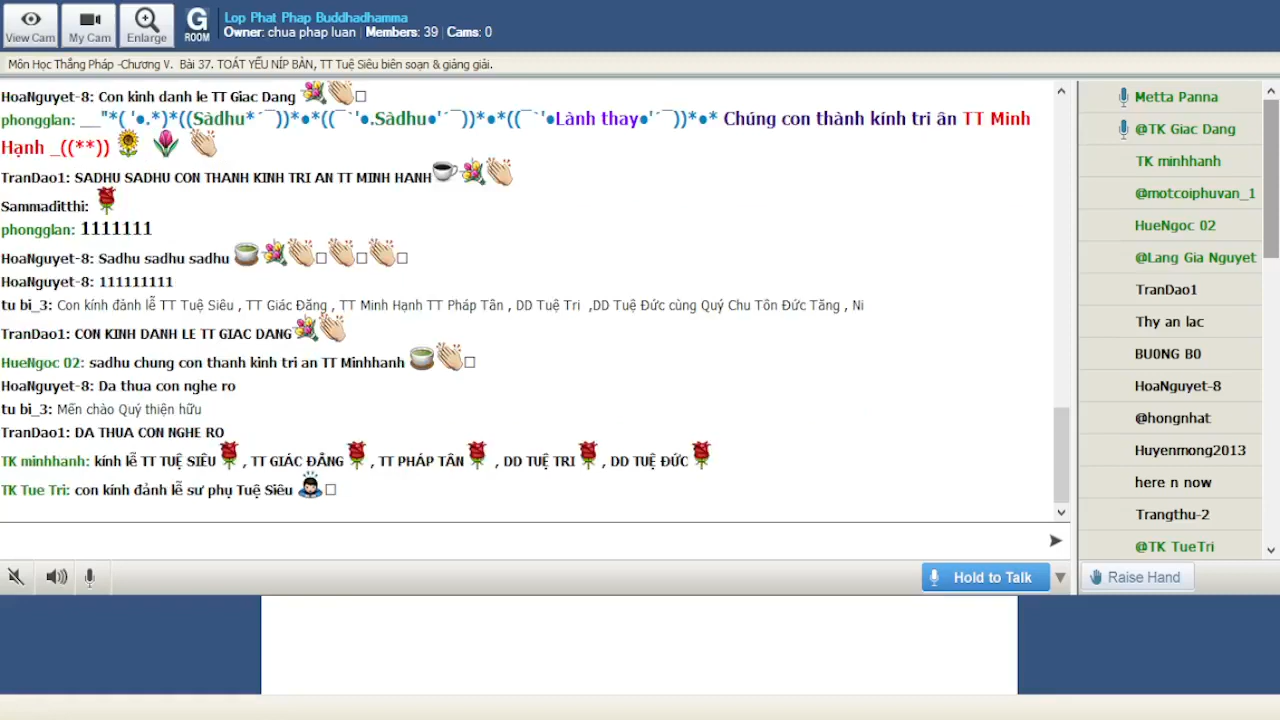 View Cam
My Cam
Enlarge
G
ROOM
Lop Phat Phap Buddhadhamma
Owner: chua phap luan | Members: 39 | Cams: 0
Môn Học Thắng Pháp -Chương V.  Bài 37. TOÁT YẾU NÍP BÀN, TT Tuệ Siêu biên soạn & giảng giải.
HoaNguyet-8: Con kinh danh le TT Giac Dang
phongglan: __"*( '●.*)*((Sādhu*´¯))*●*((¯`'●.Sādhu●'´¯))*●*((¯`'●Lành thay●'´¯))*●* Chúng con thành kính tri ân TT Minh
Hạnh _((**))
TranDao1: SADHU SADHU CON THANH KINH TRI AN TT MINH HANH
Sammaditthi:
phongglan: 1111111
HoaNguyet-8: Sadhu sadhu sadhu
HoaNguyet-8: 111111111
tu bi_3: Con kính đảnh lễ TT Tuệ Siêu , TT Giác Đăng , TT Minh Hạnh TT Pháp Tân , DD Tuệ Tri  ,DD Tuệ Đức cùng Quý Chu Tôn Đức Tăng , Ni
TranDao1: CON KINH DANH LE TT GIAC DANG
HueNgoc 02: sadhu chung con thanh kinh tri an TT Minhhanh
HoaNguyet-8: Da thua con nghe ro
tu bi_3: Mến chào Quý thiện hữu
TranDao1: DA THUA CON NGHE RO
TK minhhanh: kính lễ TT TUỆ SIÊU , TT GIÁC ĐẲNG , TT PHÁP TÂN , DD TUỆ TRI , DD TUỆ ĐỨC
TK Tue Tri: con kính đảnh lễ sư phụ Tuệ Siêu
Metta Panna
@TK Giac Dang
TK minhhanh
@motcoiphuvan_1
HueNgoc 02
@Lang Gia Nguyet
TranDao1
Thy an lac
BU0NG B0
HoaNguyet-8
@hongnhat
Huyenmong2013
here n now
Trangthu-2
@TK TueTri
Hold to Talk
Raise Hand